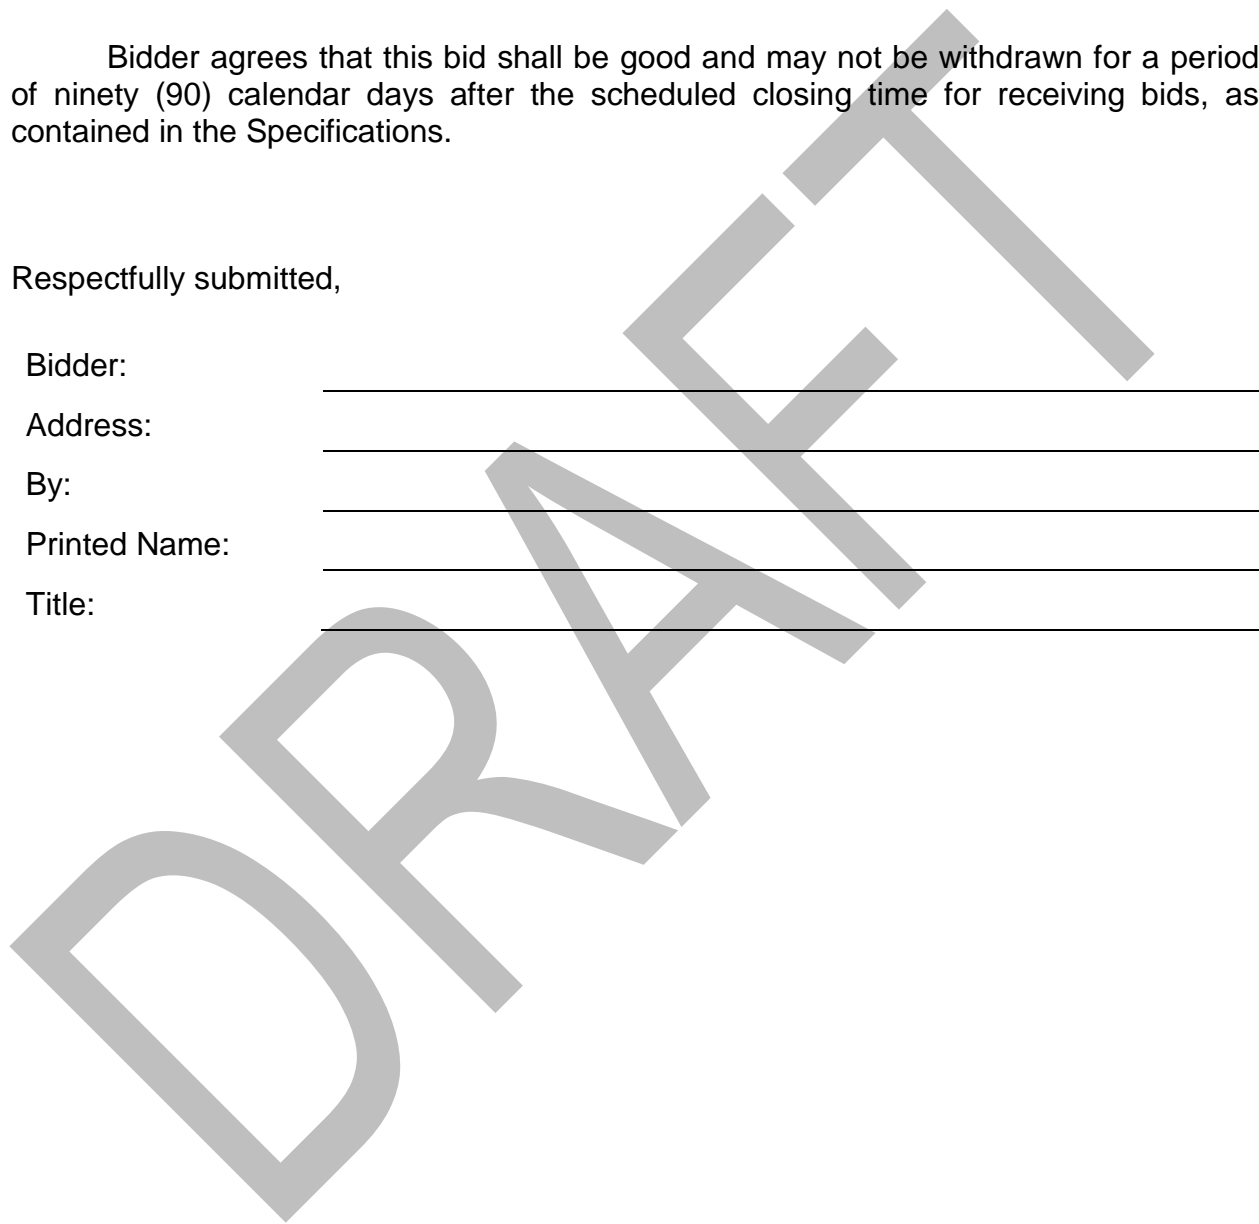 Bidder agrees that this bid shall be good and may not be withdrawn for a period
of ninety (90) calendar days after the scheduled closing time for receiving bids, as
contained in the Specifications.
Respectfully submitted,
Bidder:
Address:
By:
Printed Name:
Title:
DRAFT